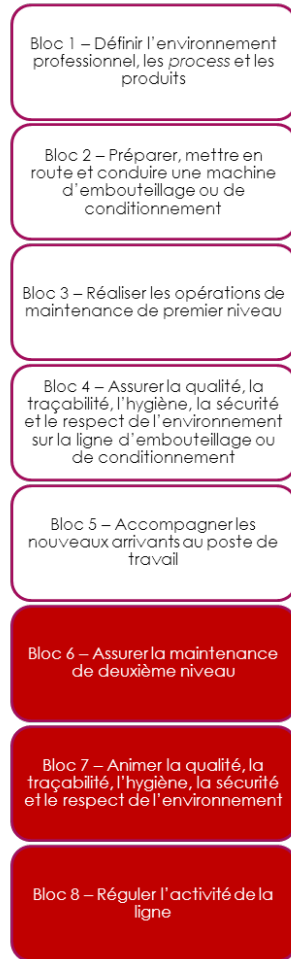 Bloc 1 – Définir l'environnement
professionnel, les process et les
produits
Bloc 2 – Préparer, mettre en
route et conduire une machine
d'embouteillage ou de
conditionnement
Bloc 3 – Réaliser les opérations de
maintenance de premier niveau
Bloc 4 – Assurer la qualité, la
traçabilité, l'hygiène, la sécurité
et le respect de l'environnement
sur la ligne d'embouteillage ou
de conditionnement
Bloc 5 – Accompagner les
nouveaux arrivants au poste de
travail
Bloc 6 – Assurer la maintenance
de deuxième niveau
Bloc 7 – Animer la qualité, la
traçabilité, l'hygiène, la sécurité
et le respect de l'environnement
Bloc 8 – Réguler l'activité de la
ligne